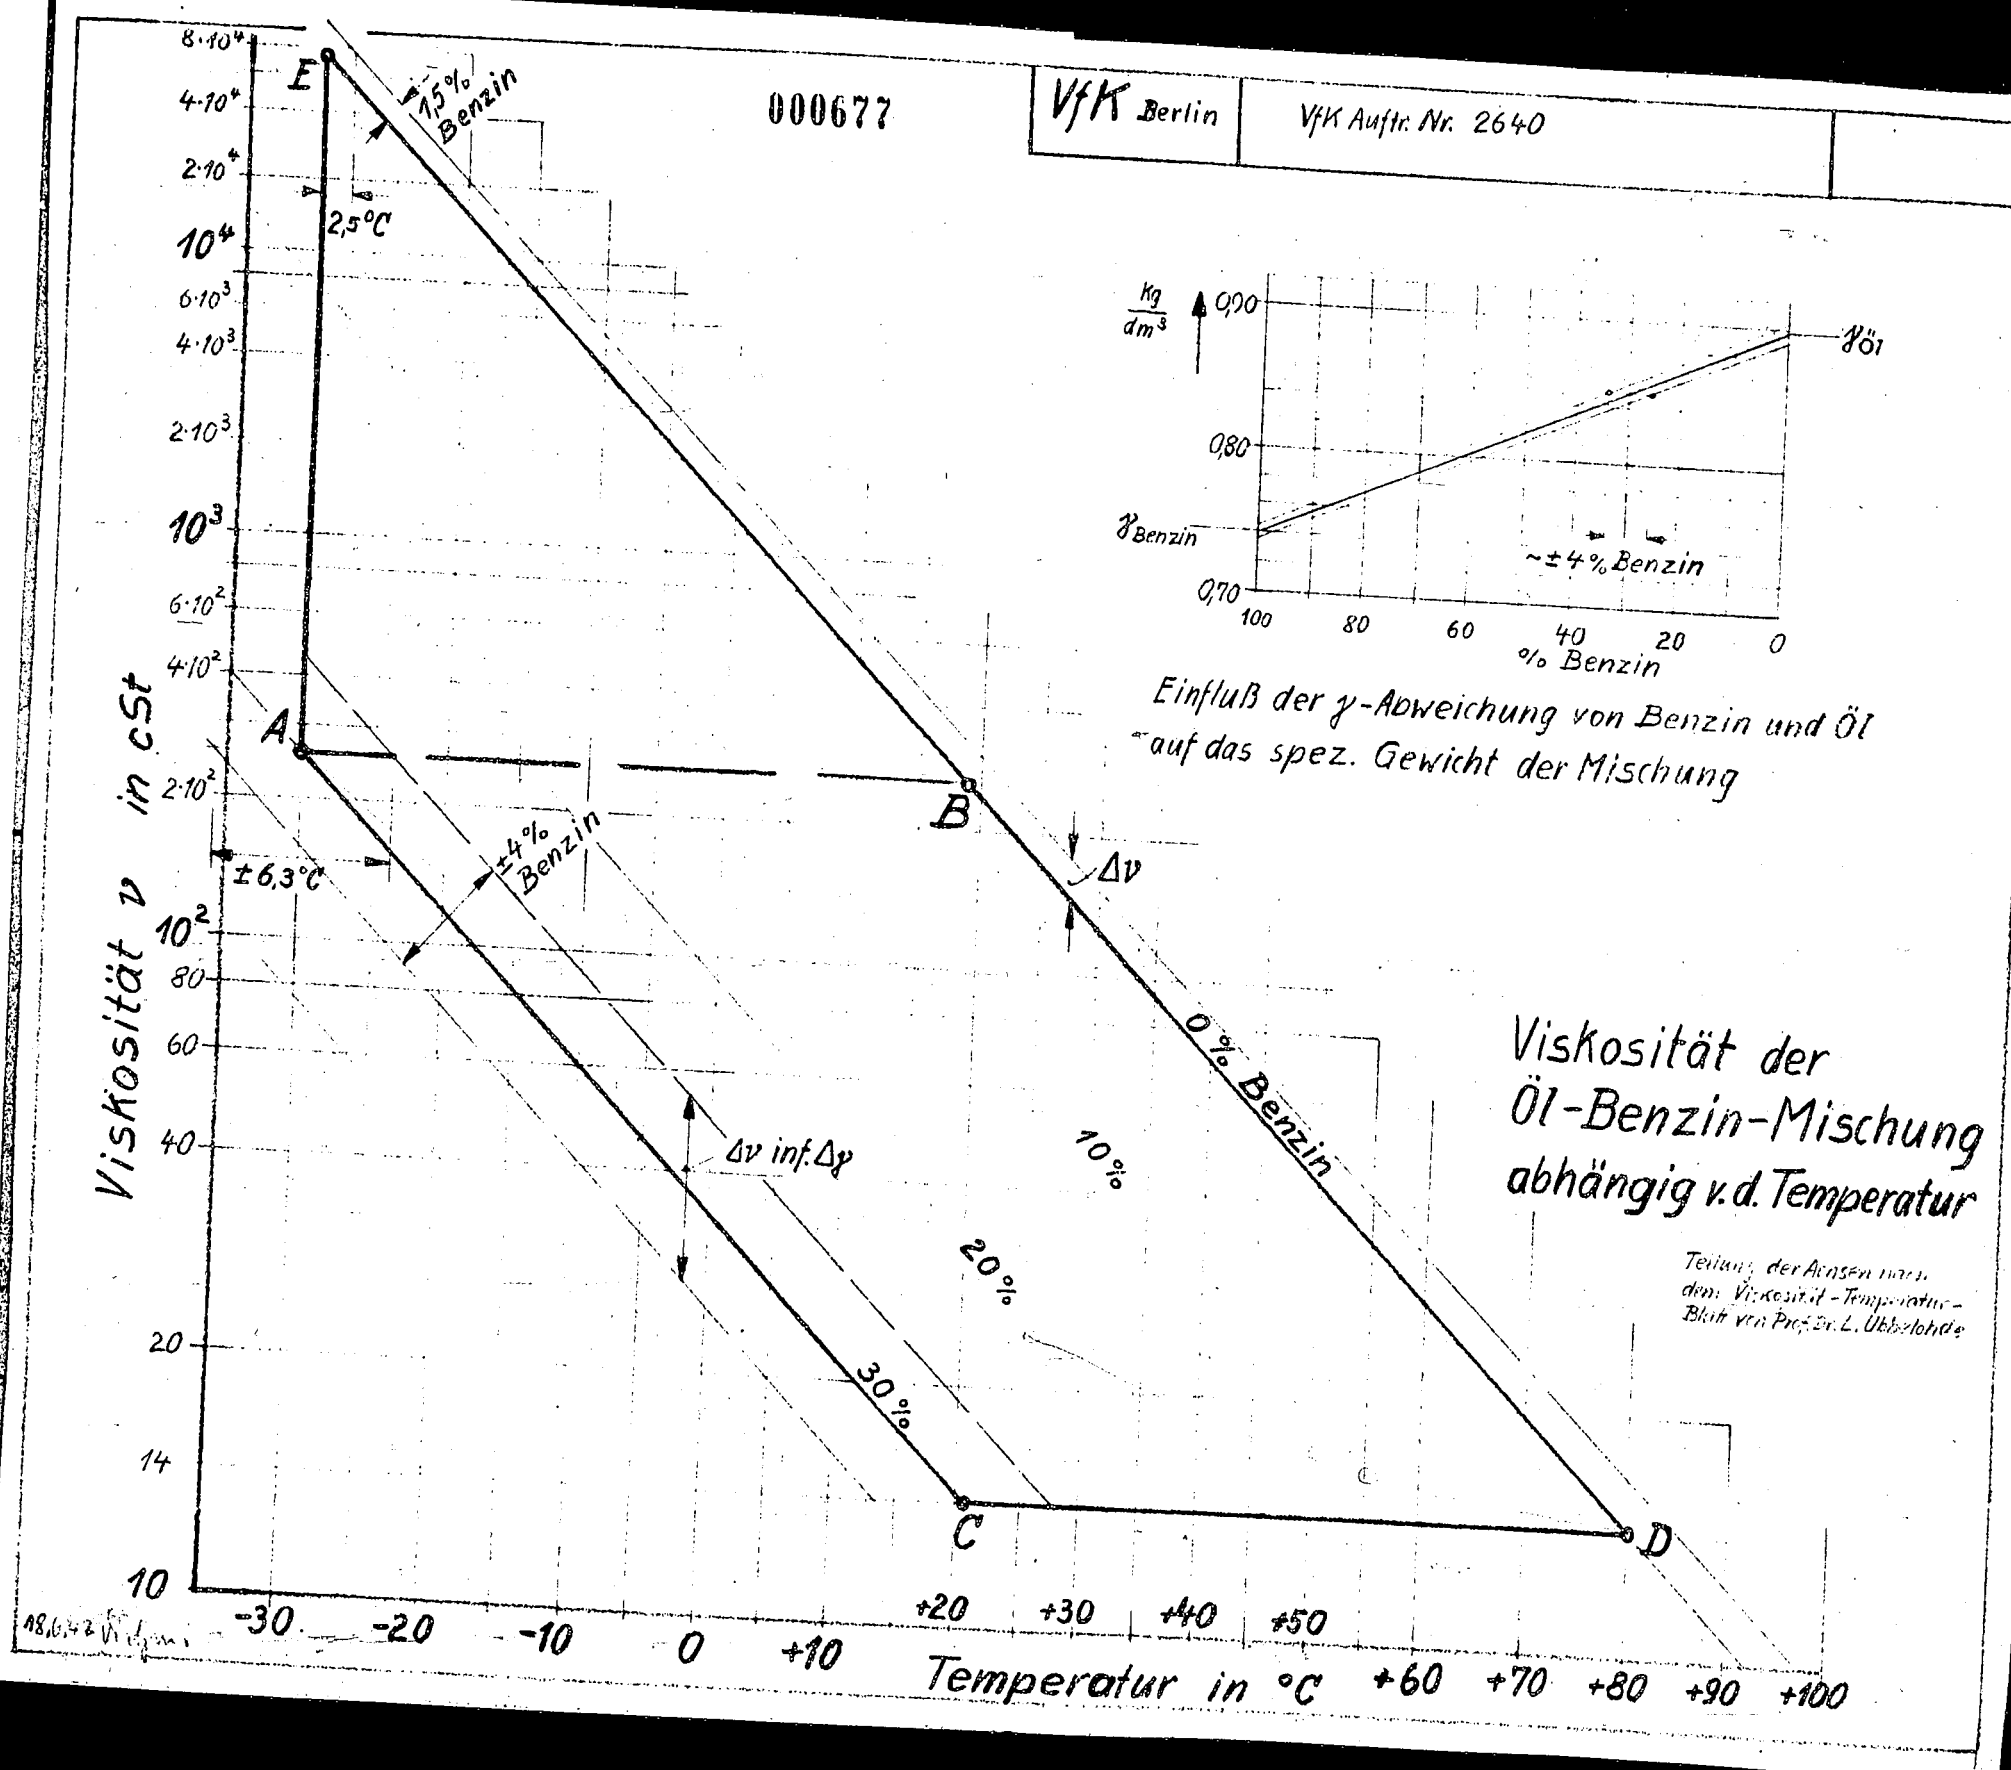 000677
VfK Berlin
VfK Auftr. Nr. 2640
8·10⁴
4·10⁴
2·10⁴
10⁴
6·10³
4·10³
2·10³
10³
6·10²
4·10²
2·10²
10²
80
60
40
20
14
10
Viskosität ν in cSt
E
1,5%
Benzin
2,5°C
A
B
±6,3°C
±4%
Benzin
Δν
Δν inf. Δγ
0% Benzin
10%
20%
30%
C
D
-30
-20
-10
0
+10
+20
+30
+40
+50
+60
+70
+80
+90
+100
Temperatur in °C
Kg
dm³
0,90
0,80
0,70
γÖl
γBenzin
~±4% Benzin
100
80
60
40
20
0
% Benzin
Einfluß der γ-Abweichung von Benzin und Öl
auf das spez. Gewicht der Mischung
Viskosität der
Öl-Benzin-Mischung
abhängig v.d. Temperatur
Teilung der Achsen nach
dem Viskosität-Temperatur-
Blatt von Prof. Dr. L. Ubbelohde
18.6.42